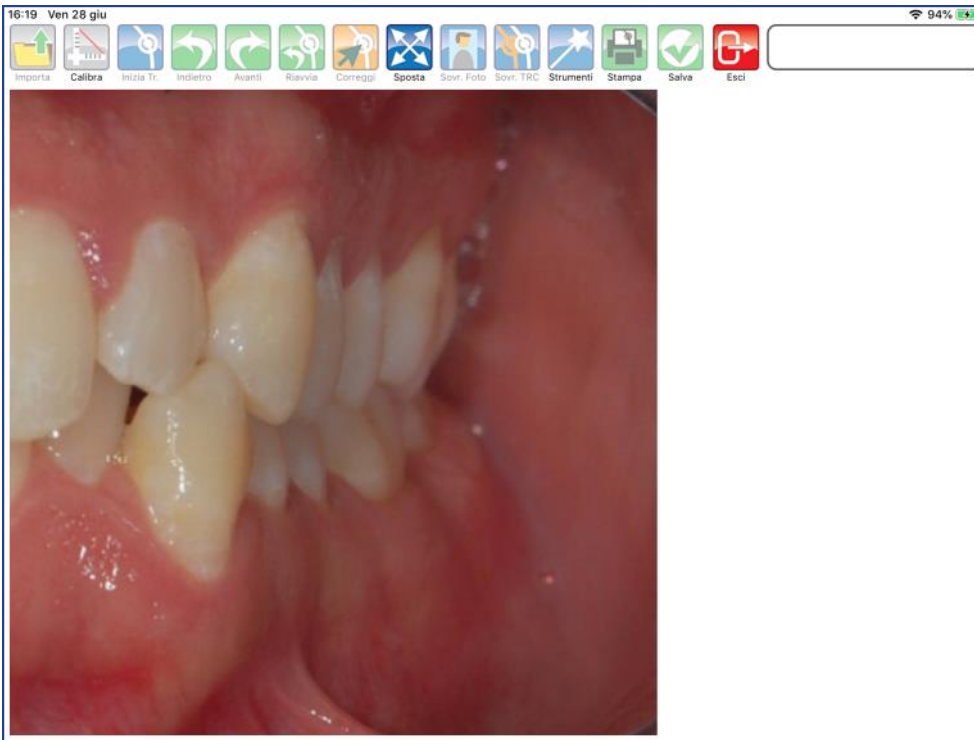 16:19 Ven 28 giu 94%
Importa Calibra Inizia Tr. Indietro Avanti Riavvia Correggi Sposta Sovr. Foto Sovr. TRC Strumenti Stampa Salva Esci